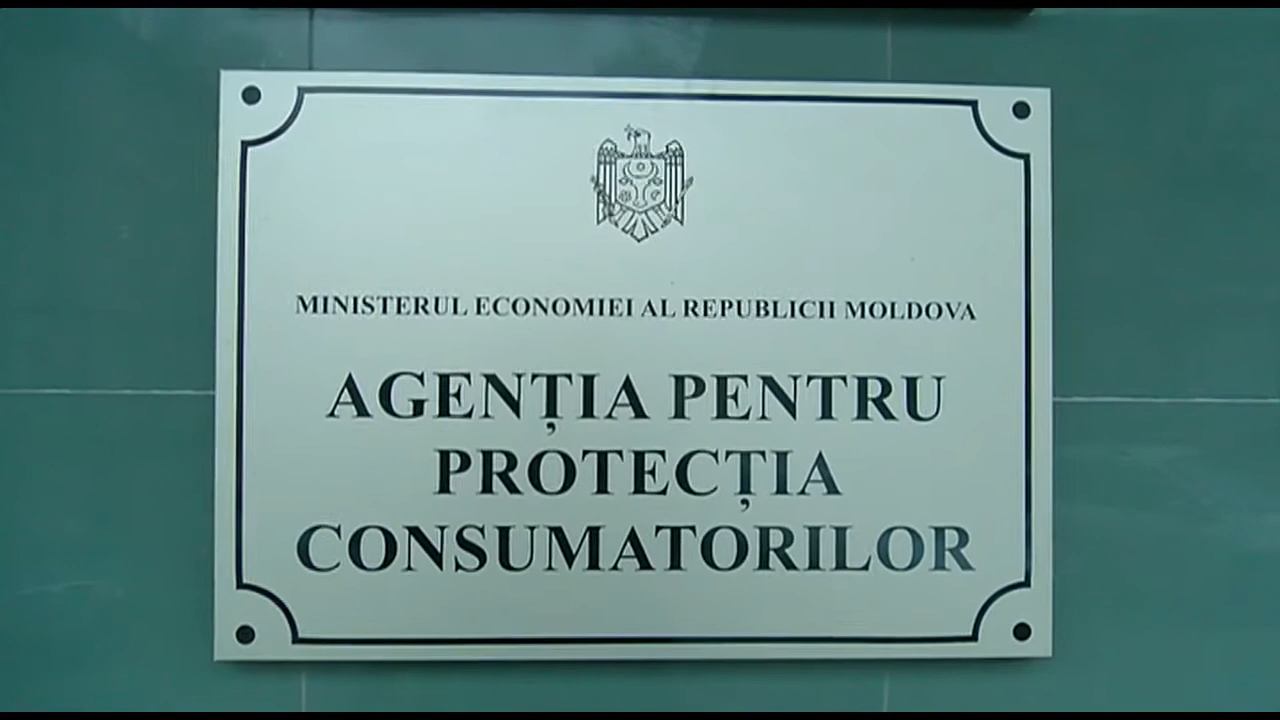 MINISTERUL ECONOMIEI AL REPUBLICII MOLDOVA
AGENȚIA PENTRU
PROTECȚIA
CONSUMATORILOR